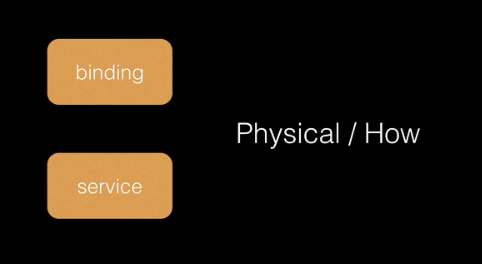 binding
Physical / How
service